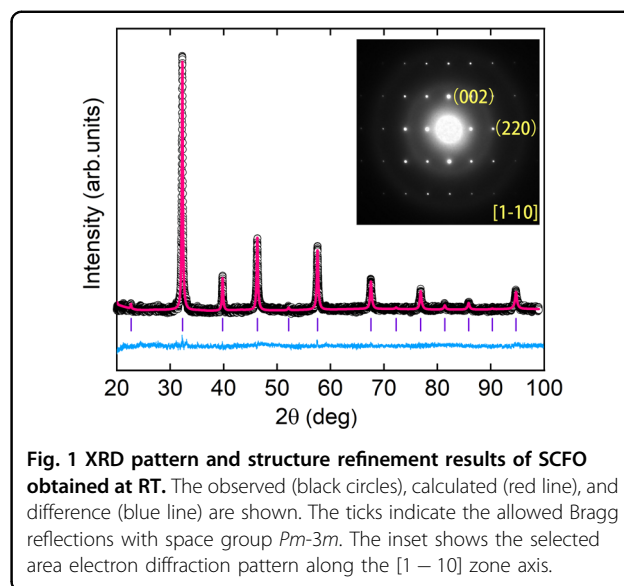 Intensity (arb.units)
(002)
(220)
[1-10]
20 30 40 50 60 70 80 90 100
2θ (deg)
Fig. 1 XRD pattern and structure refinement results of SCFO
obtained at RT. The observed (black circles), calculated (red line), and
difference (blue line) are shown. The ticks indicate the allowed Bragg
reflections with space group Pm-3m. The inset shows the selected
area electron diffraction pattern along the [1 − 10] zone axis.